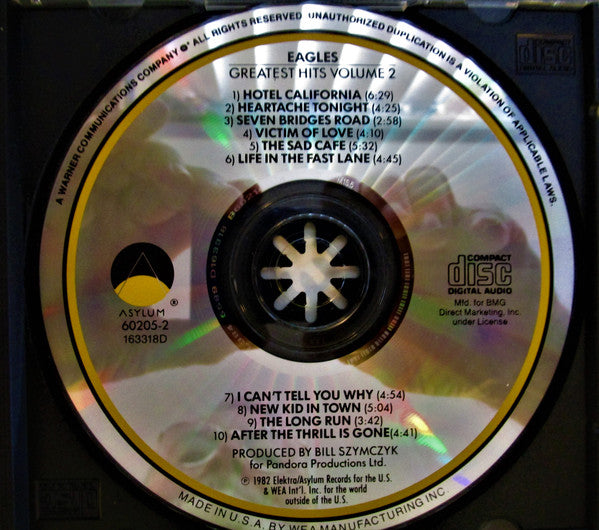 A WARNER COMMUNICATIONS COMPANY ®* ALL RIGHTS RESERVED UNAUTHORIZED DUPLICATION IS A VIOLATION OF APPLICABLE LAWS.
EAGLES
GREATEST HITS VOLUME 2
1) HOTEL CALIFORNIA (6:29)
2) HEARTACHE TONIGHT (4:25)
3) SEVEN BRIDGES ROAD (2:58)
4) VICTIM OF LOVE (4:10)
5) THE SAD CAFE (5:32)
6) LIFE IN THE FAST LANE (4:45)
ASYLUM ®
60205-2
163318D
COMPACT
disc
DIGITAL AUDIO
Mfd. for BMG
Direct Marketing, Inc.
under License
7) I CAN'T TELL YOU WHY (4:54)
8) NEW KID IN TOWN (5:04)
9) THE LONG RUN (3:42)
10) AFTER THE THRILL IS GONE(4:41)
PRODUCED BY BILL SZYMCZYK
for Pandora Productions Ltd.
℗ 1982 Elektra/Asylum Records for the U.S.
& WEA Int'l. Inc. for the world
outside of the U.S.
MADE IN U.S.A. BY WEA MANUFACTURING INC.
disc